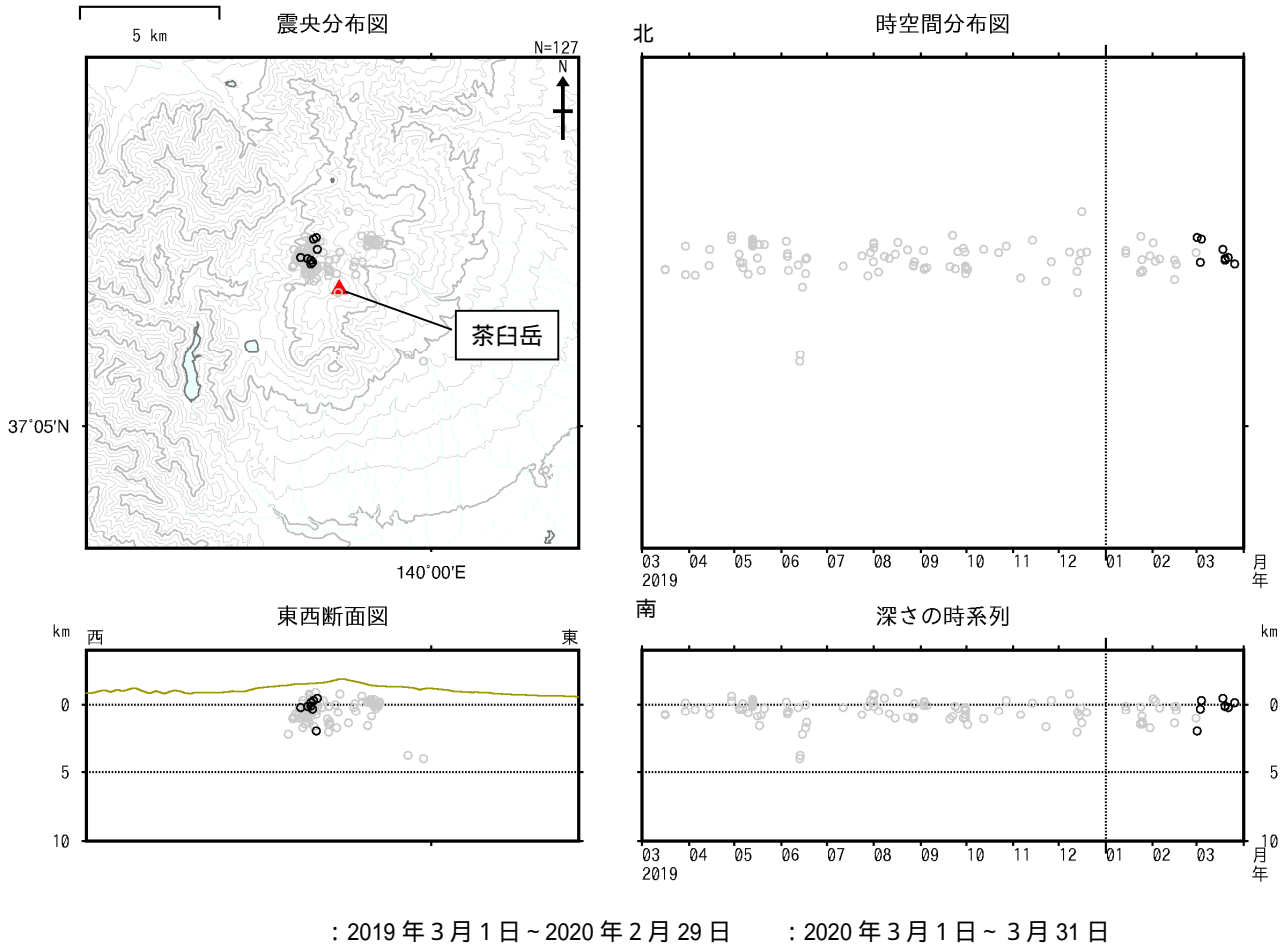 震央分布図
5 km
N=127
N
茶臼岳
37°05′N
140°00′E
時空間分布図
北
03 04 05 06 07 08 09 10 11 12 01 02 03 月
2019 年
南
東西断面図
km
西 東
0
5
10
深さの時系列
km
0
5
10
03 04 05 06 07 08 09 10 11 12 01 02 03 月
2019 年
：2019 年 3 月 1 日 ~ 2020 年 2 月 29 日 ：2020 年 3 月 1 日 ~ 3 月 31 日